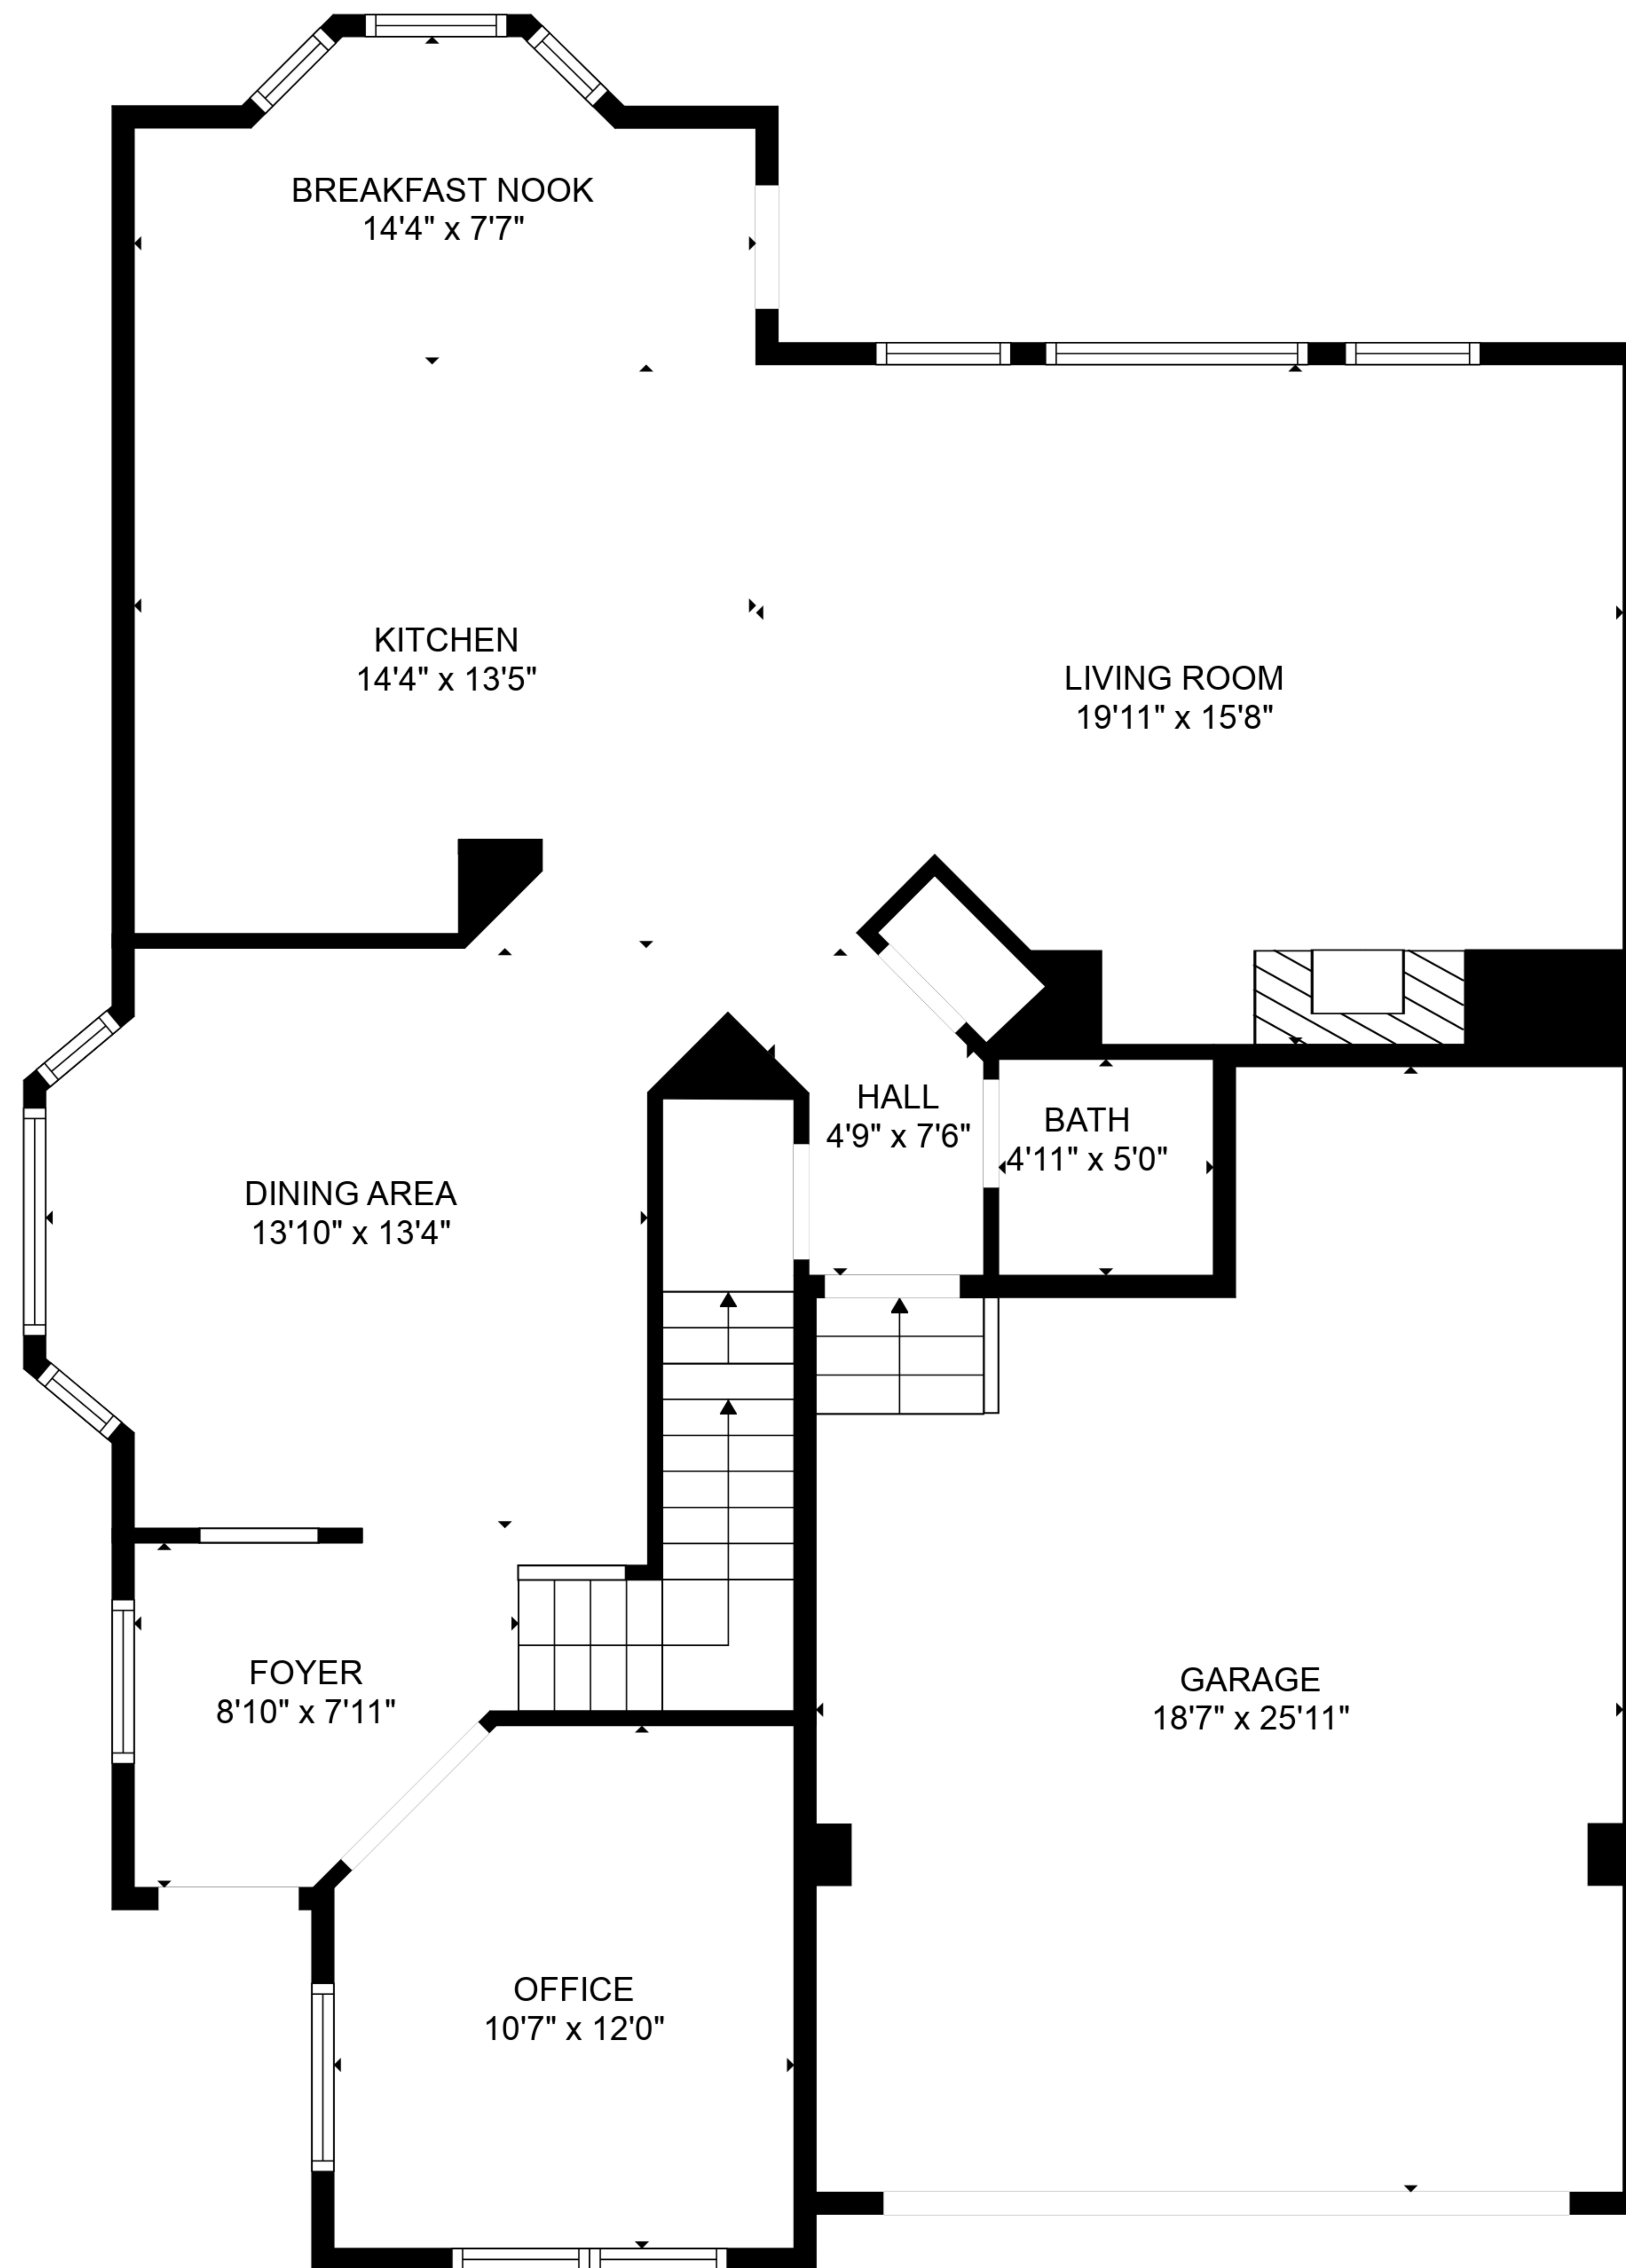 BREAKFAST NOOK
14'4" x 7'7"
KITCHEN
14'4" x 13'5"
LIVING ROOM
19'11" x 15'8"
HALL
4'9" x 7'6"
BATH
4'11" x 5'0"
DINING AREA
13'10" x 13'4"
FOYER
8'10" x 7'11"
GARAGE
18'7" x 25'11"
OFFICE
10'7" x 12'0"